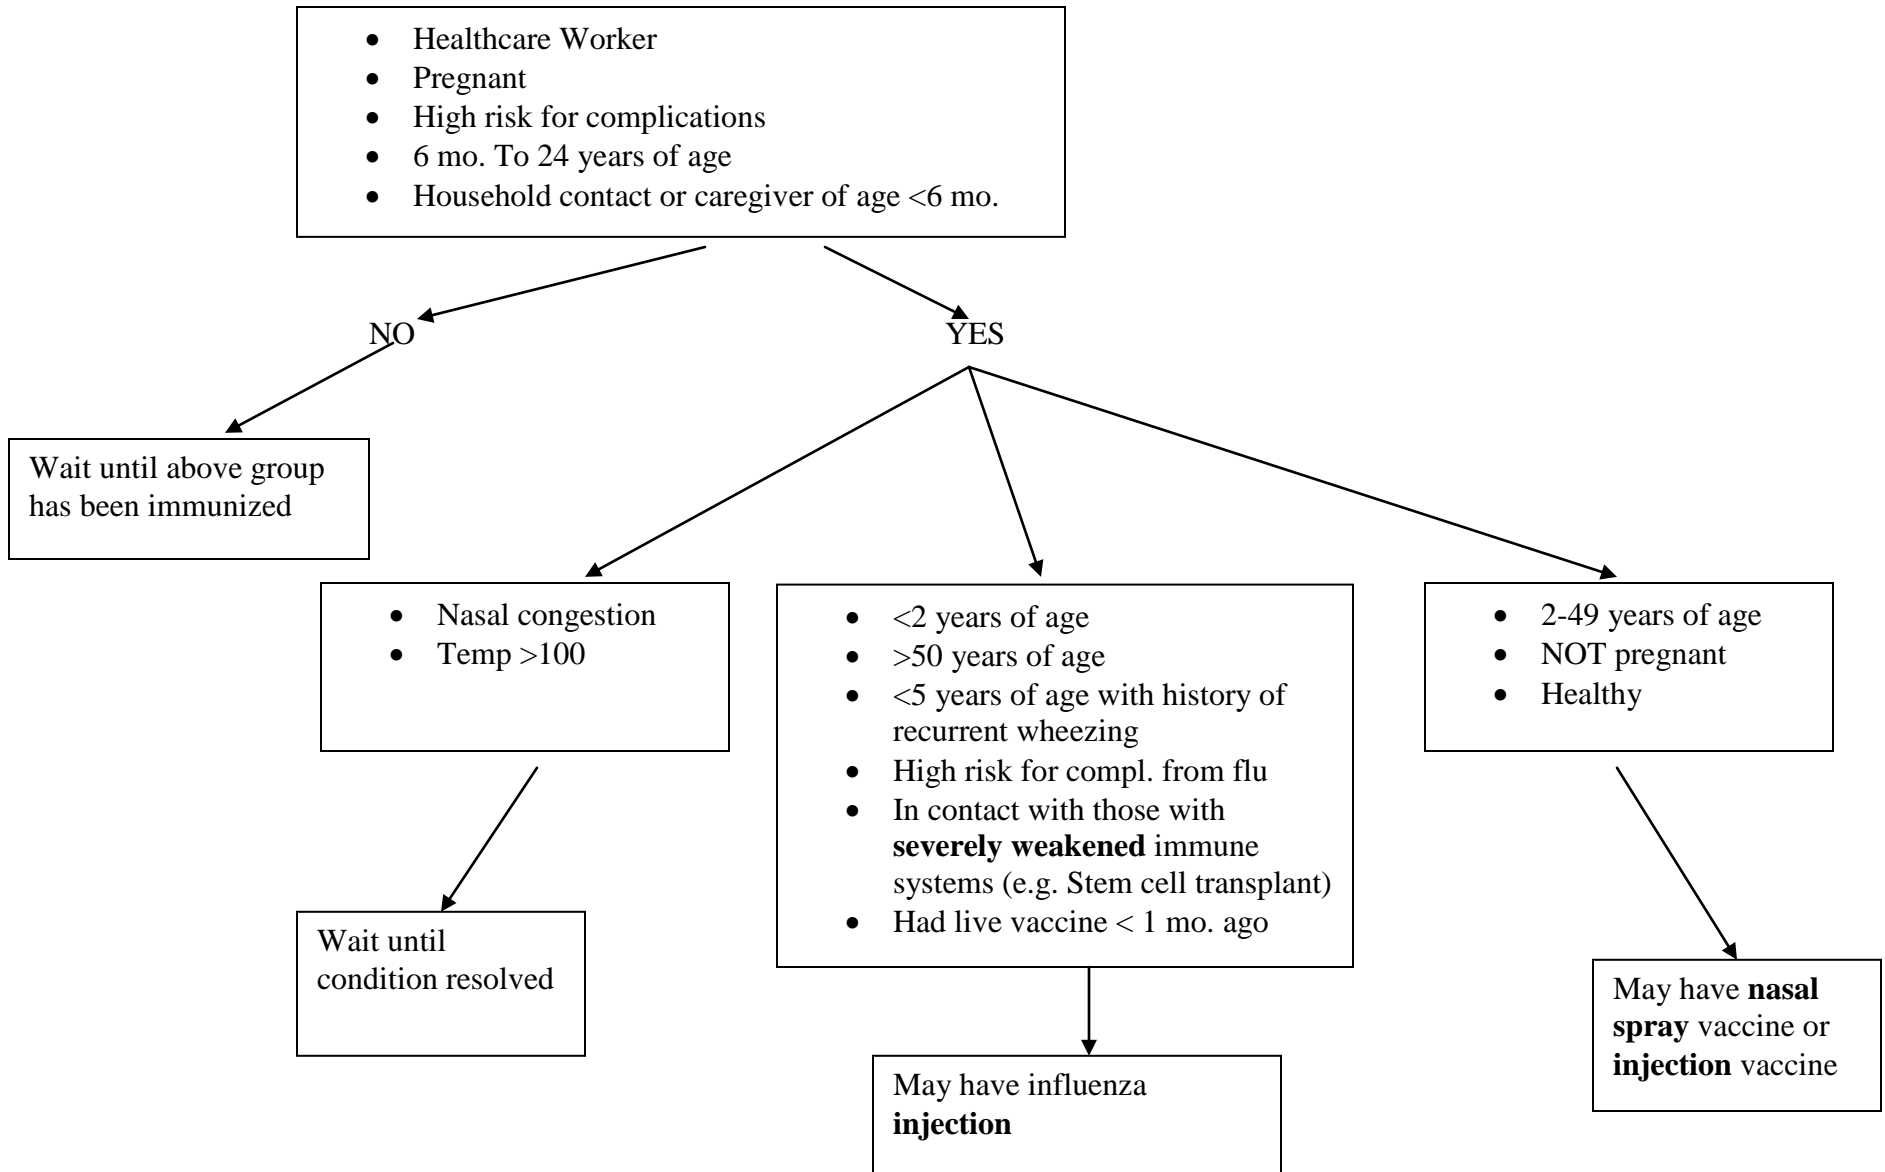 • Healthcare Worker
• Pregnant
• High risk for complications
• 6 mo. To 24 years of age
• Household contact or caregiver of age <6 mo.
NO
YES
Wait until above group
has been immunized
• Nasal congestion
• Temp >100
• <2 years of age
• >50 years of age
• <5 years of age with history of
recurrent wheezing
• High risk for compl. from flu
• In contact with those with
severely weakened immune
systems (e.g. Stem cell transplant)
• Had live vaccine < 1 mo. ago
• 2-49 years of age
• NOT pregnant
• Healthy
Wait until
condition resolved
May have influenza
injection
May have nasal
spray vaccine or
injection vaccine